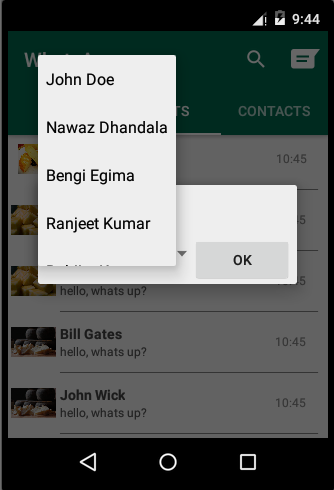 9:44
John Doe
CONTACTS
Nawaz Dhandala
10:45
Bengi Egima
Ranjeet Kumar
OK
hello, whats up?
10:45
Bill Gates
hello, whats up?
10:45
John Wick
hello, whats up?
10:45